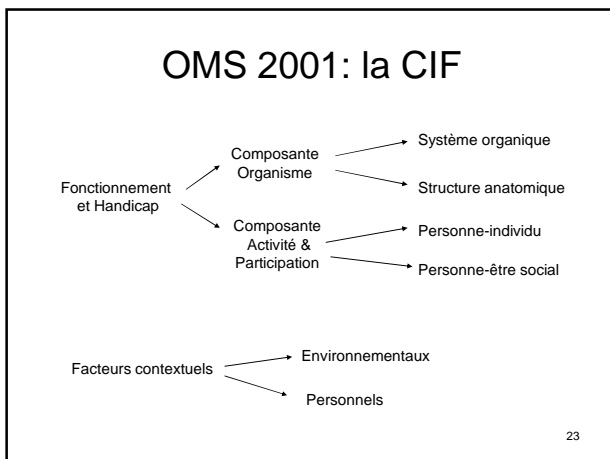 OMS 2001: la CIF
Fonctionnement
et Handicap
Composante
Organisme
Système organique
Structure anatomique
Composante
Activité &
Participation
Personne-individu
Personne-être social
Facteurs contextuels
Environnementaux
Personnels
23